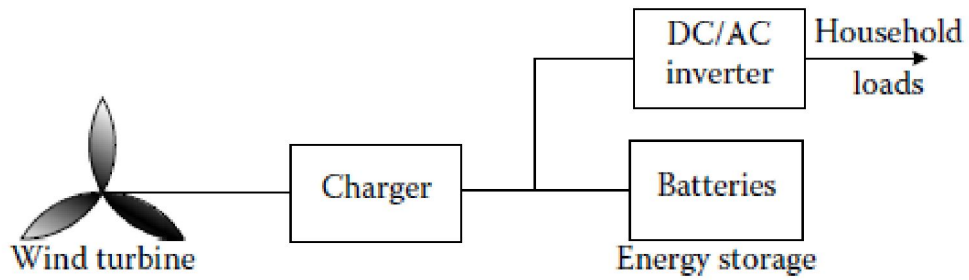 DC/AC
inverter
Household
loads
Charger
Batteries
Wind turbine
Energy storage